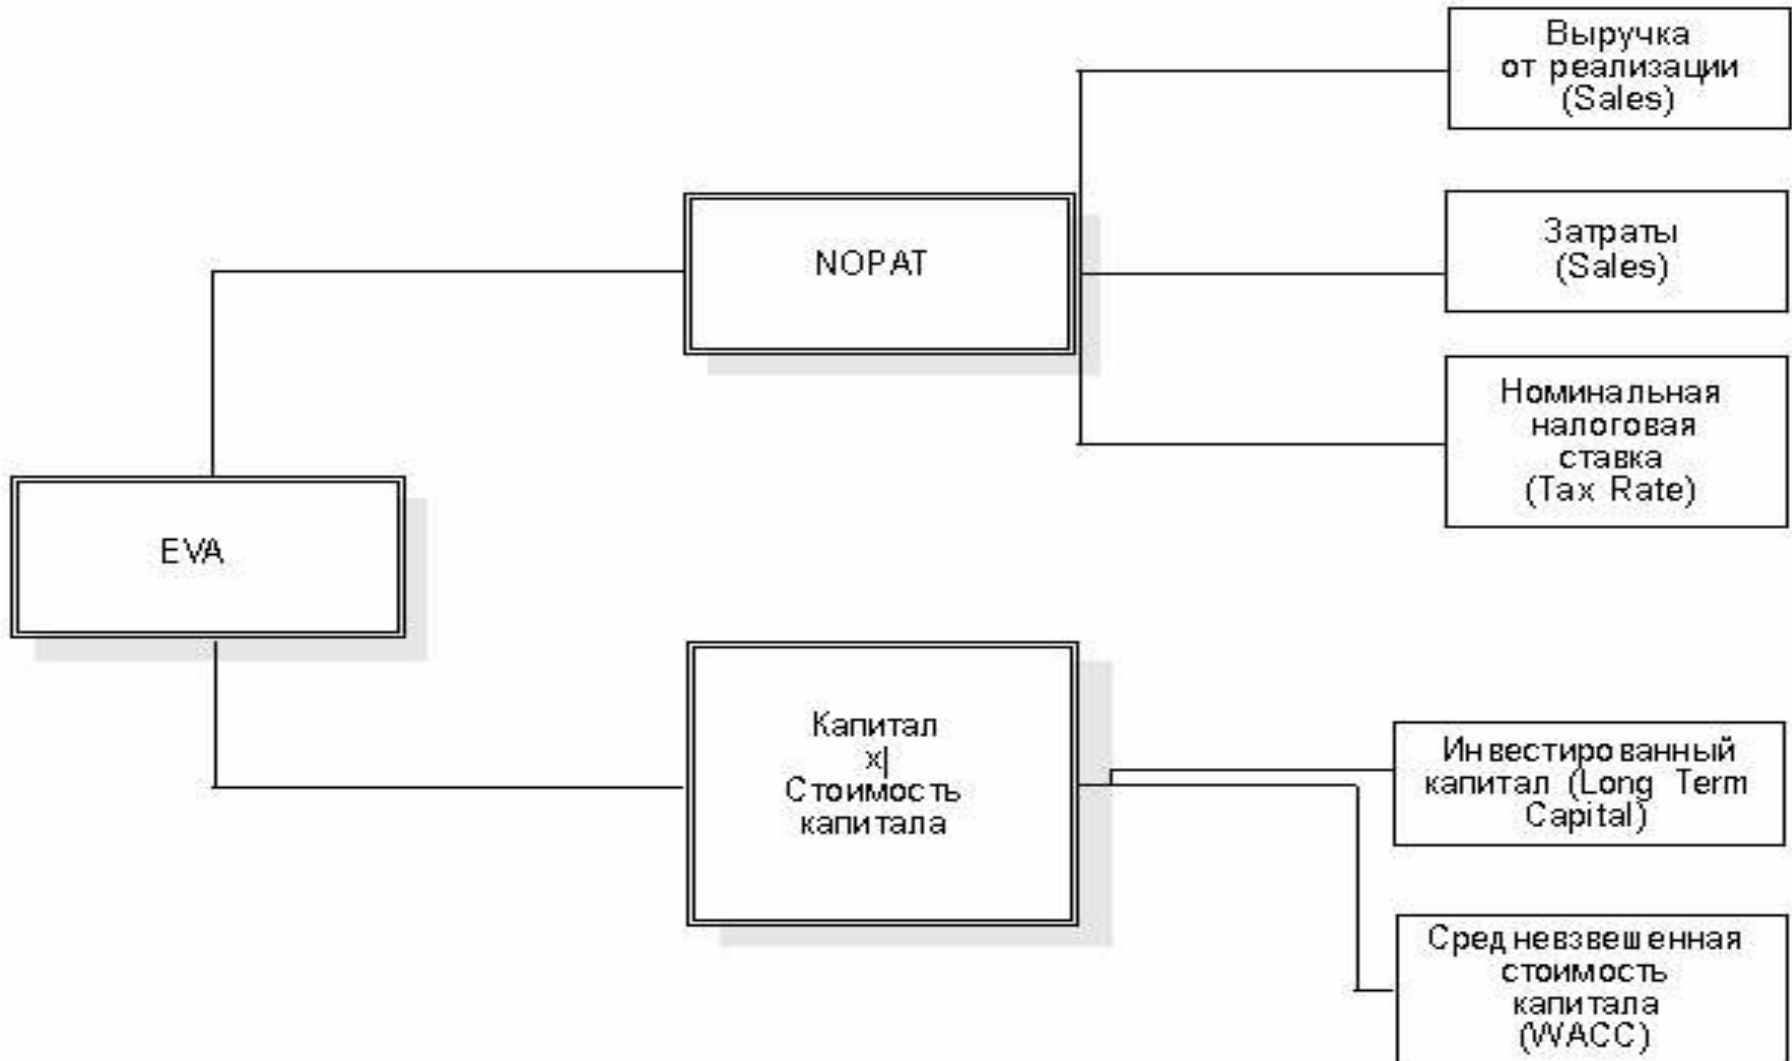 Выручка
от реализации
(Sales)
NOPAT
Затраты
(Sales)
Номинальная
налоговая
ставка
(Tax Rate)
EVA
Капитал
x|
Стоимость
капитала
Инвестированный
капитал (Long Term
Capital)
Средневзвешенная
стоимость
капитала
(WACC)